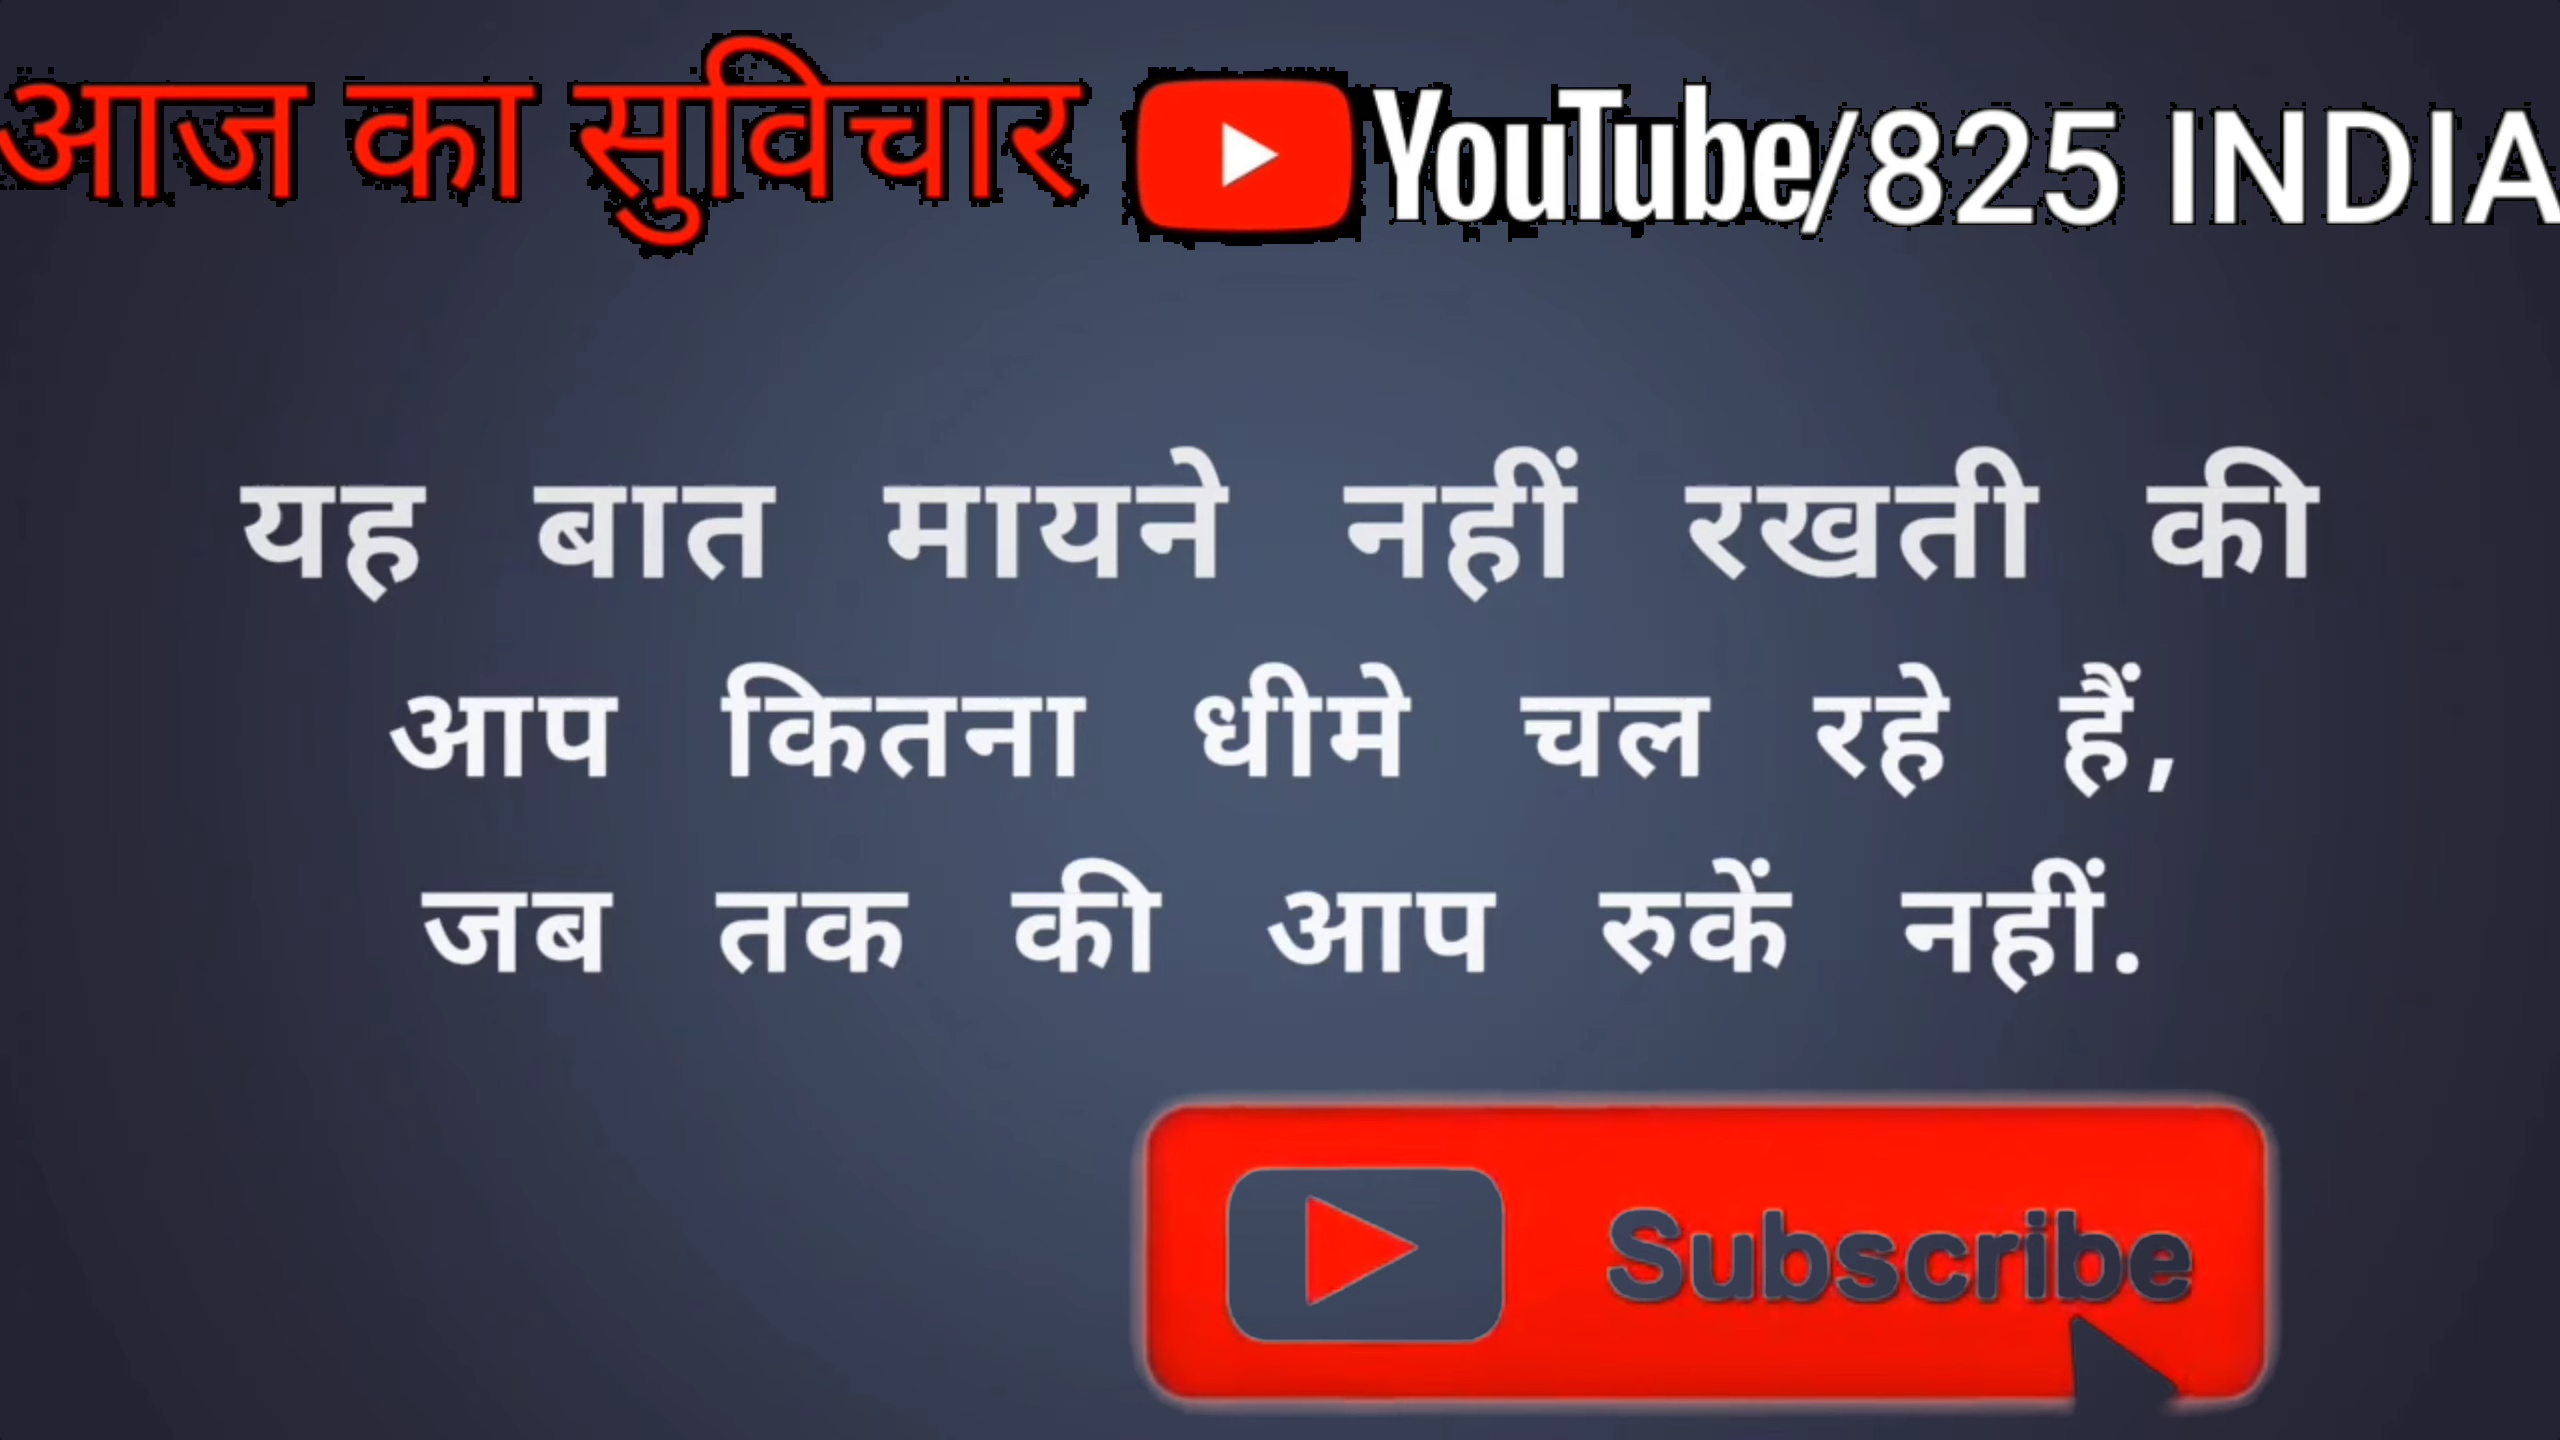 आज का सुविचार YouTube/825 INDIA
यह बात मायने नहीं रखती की
आप कितना धीमे चल रहे हैं,
जब तक की आप रुकें नहीं.
Subscribe